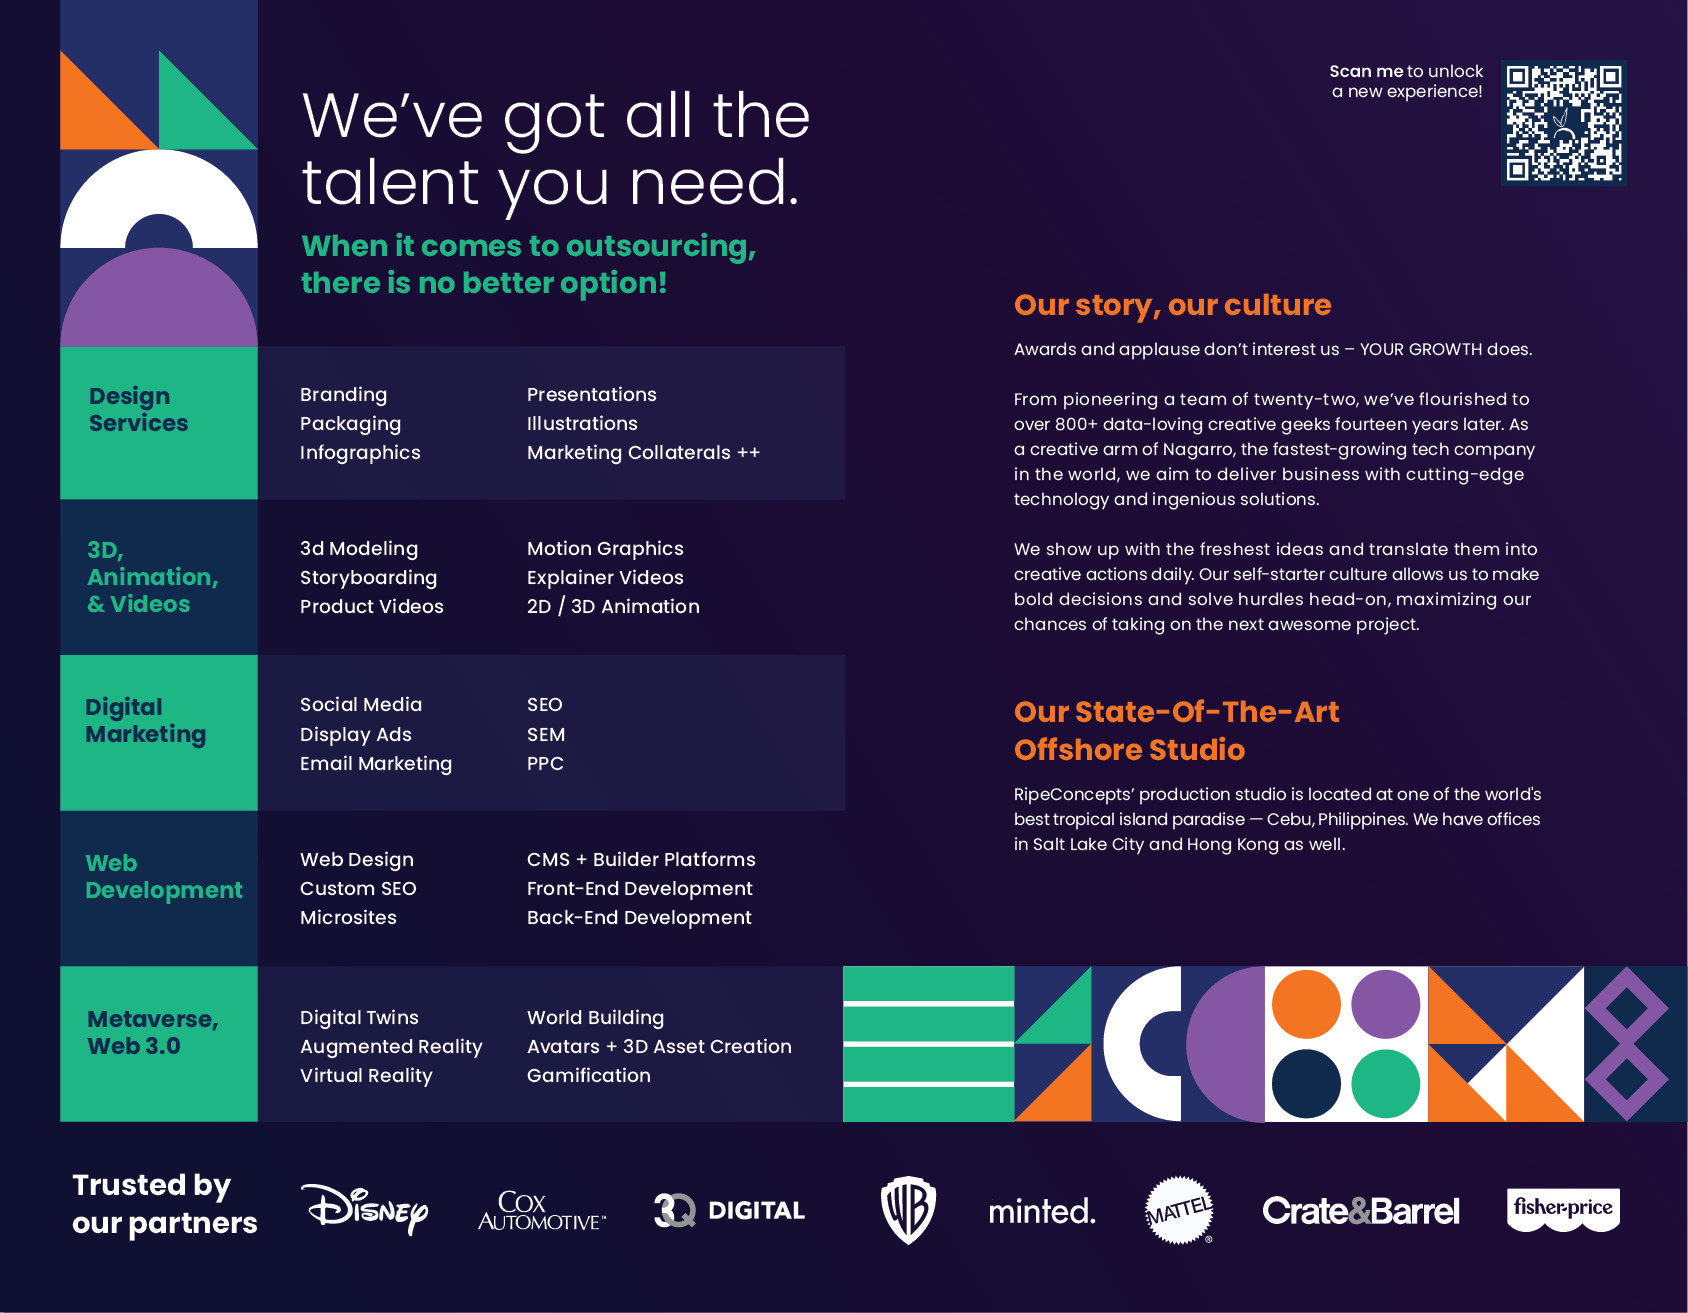 We’ve got all the
talent you need.
When it comes to outsourcing,
there is no better option!
Scan me to unlock
a new experience!
Design
Services
Branding
Packaging
Infographics
Presentations
Illustrations
Marketing Collaterals ++
3D,
Animation,
& Videos
3d Modeling
Storyboarding
Product Videos
Motion Graphics
Explainer Videos
2D / 3D Animation
Digital
Marketing
Social Media
Display Ads
Email Marketing
SEO
SEM
PPC
Web
Development
Web Design
Custom SEO
Microsites
CMS + Builder Platforms
Front-End Development
Back-End Development
Metaverse,
Web 3.0
Digital Twins
Augmented Reality
Virtual Reality
World Building
Avatars + 3D Asset Creation
Gamification
Our story, our culture
Awards and applause don’t interest us – YOUR GROWTH does.
From pioneering a team of twenty-two, we’ve flourished to
over 800+ data-loving creative geeks fourteen years later. As
a creative arm of Nagarro, the fastest-growing tech company
in the world, we aim to deliver business with cutting-edge
technology and ingenious solutions.
We show up with the freshest ideas and translate them into
creative actions daily. Our self-starter culture allows us to make
bold decisions and solve hurdles head-on, maximizing our
chances of taking on the next awesome project.
Our State-Of-The-Art
Offshore Studio
RipeConcepts’ production studio is located at one of the world's
best tropical island paradise — Cebu, Philippines. We have offices
in Salt Lake City and Hong Kong as well.
Trusted by
our partners
Disney
COX
AUTOMOTIVE™
3Q DIGITAL
WB
minted.
MATTEL®
Crate&Barrel
fisher-price